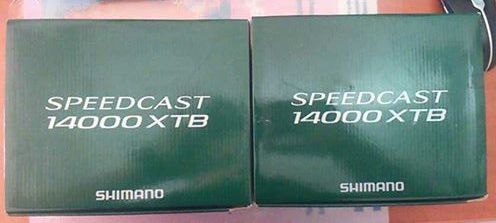 SPEEDCAST
14000 XTB
SHIMANO
SPEEDCAST
14000 XTB
SHIMANO